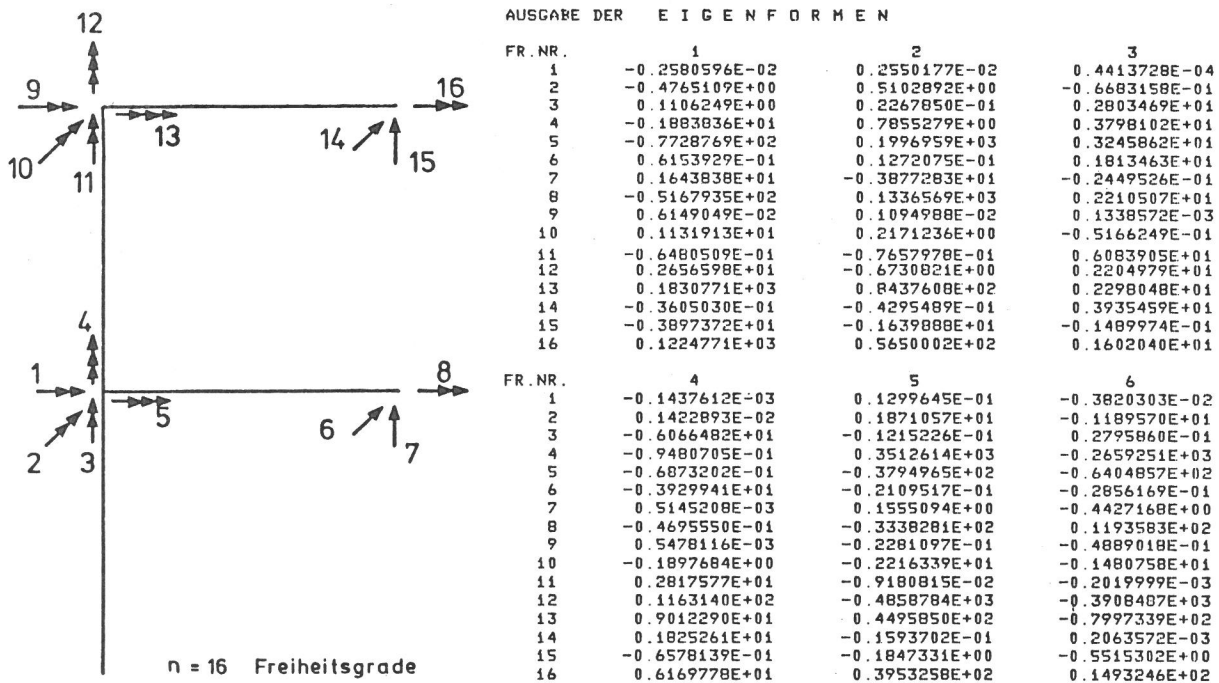 12
9
16
13
14
10
11
15
4
1
8
5
6
7
2
3
n = 16 Freiheitsgrade
AUSGABE DER E I G E N F O R M E N
FR.NR. 1 2 3
1 -0.2580596E-02 0.2550177E-02 0.4413728E-04
2 -0.4765109E+00 0.5102892E+00 -0.6683158E-01
3 0.1106249E+00 0.2267850E-01 0.2803469E+01
4 -0.1883836E+01 0.7855279E+00 0.3798102E+01
5 -0.7728769E+02 0.1996959E+03 0.3245862E+01
6 0.6153929E-01 0.1272075E-01 0.1813463E+01
7 0.1643838E+01 -0.3877283E+01 -0.2449526E-01
8 -0.5167935E+02 0.1336569E+03 0.2210507E+01
9 0.6149049E-02 0.1094988E-02 0.1338572E-03
10 0.1131913E+01 0.2171236E+00 -0.5166249E-01
11 -0.6480509E-01 -0.7657978E-01 0.6083905E+01
12 0.2656598E+01 -0.6730821E+00 0.2204979E+01
13 0.1830771E+03 0.8437608E+02 0.2298048E+01
14 -0.3605030E-01 -0.4295489E-01 0.3935459E+01
15 -0.3897372E+01 -0.1639888E+01 -0.1489974E-01
16 0.1224771E+03 0.5650002E+02 0.1602040E+01
FR.NR. 4 5 6
1 -0.1437612E-03 0.1299645E-01 -0.3820303E-02
2 0.1422893E-02 0.1871057E+01 -0.1189570E+01
3 -0.6066482E+01 -0.1215226E-01 0.2795860E-01
4 -0.9480705E-01 0.3512614E+03 -0.2659251E+03
5 -0.6873202E-01 -0.3794965E+02 -0.6404857E+02
6 -0.3929941E+01 -0.2109517E-01 -0.2856169E-01
7 0.5145208E-03 0.1555094E+00 -0.4427168E+00
8 -0.4695550E-01 -0.3338281E+02 0.1193583E+02
9 0.5478116E-03 -0.2281097E-01 -0.4889018E-01
10 -0.1897684E+00 -0.2216339E+01 -0.1480758E+01
11 0.2817577E+01 -0.9180815E-02 -0.2019999E-03
12 0.1163140E+02 -0.4858784E+03 -0.3908487E+03
13 0.9012290E+01 0.4495850E+02 -0.7997339E+02
14 0.1825261E+01 -0.1593702E-01 0.2063572E-03
15 -0.6578139E-01 -0.1847331E+00 -0.5515302E+00
16 0.6169778E+01 0.3953258E+02 0.1493246E+02